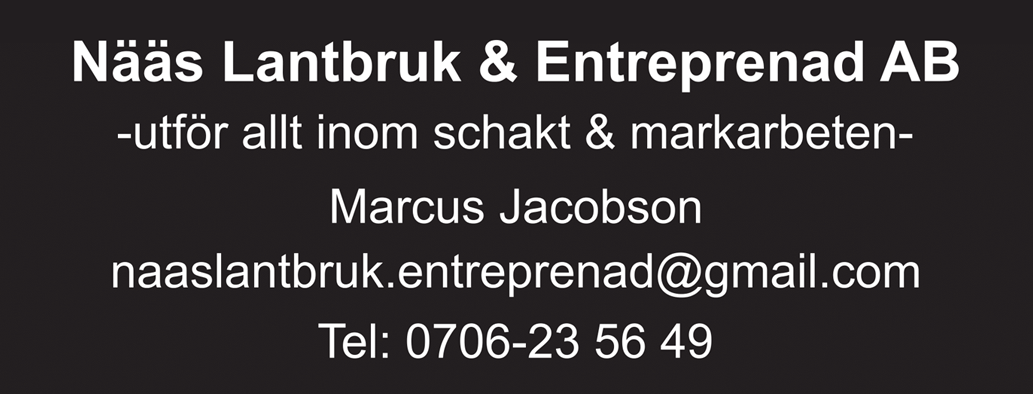 Nääs Lantbruk & Entreprenad AB
-utför allt inom schakt & markarbeten-
Marcus Jacobson
naaslantbruk.entreprenad@gmail.com
Tel: 0706-23 56 49